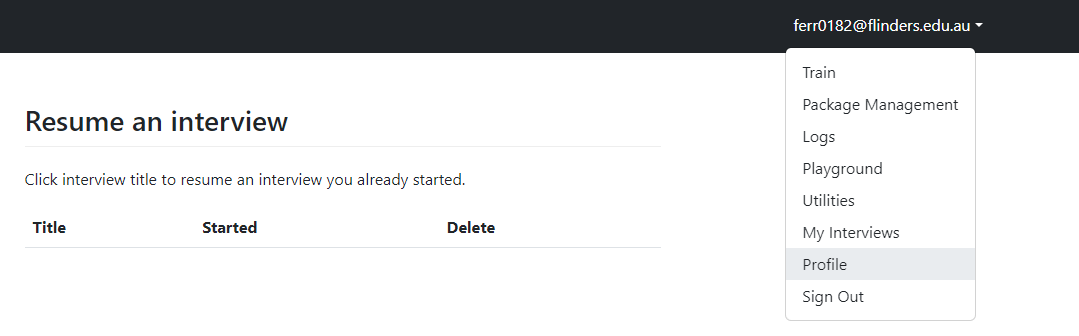 ferr0182@flinders.edu.au
Train
Package Management
Logs
Playground
Utilities
My Interviews
Profile
Sign Out
Resume an interview
Click interview title to resume an interview you already started.
Title Started Delete